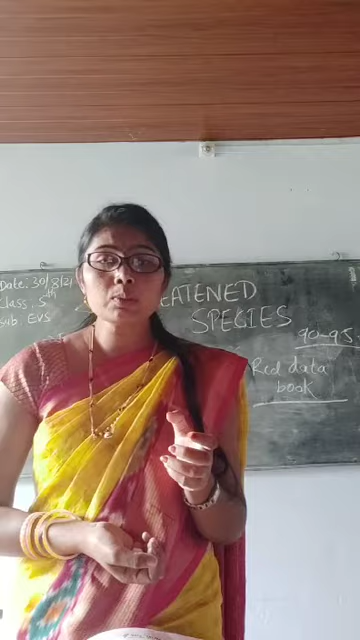 Date: 30/8/21
Class: 5th
Sub: EVS
EATENED
SPECIES
90-95
Red data
book